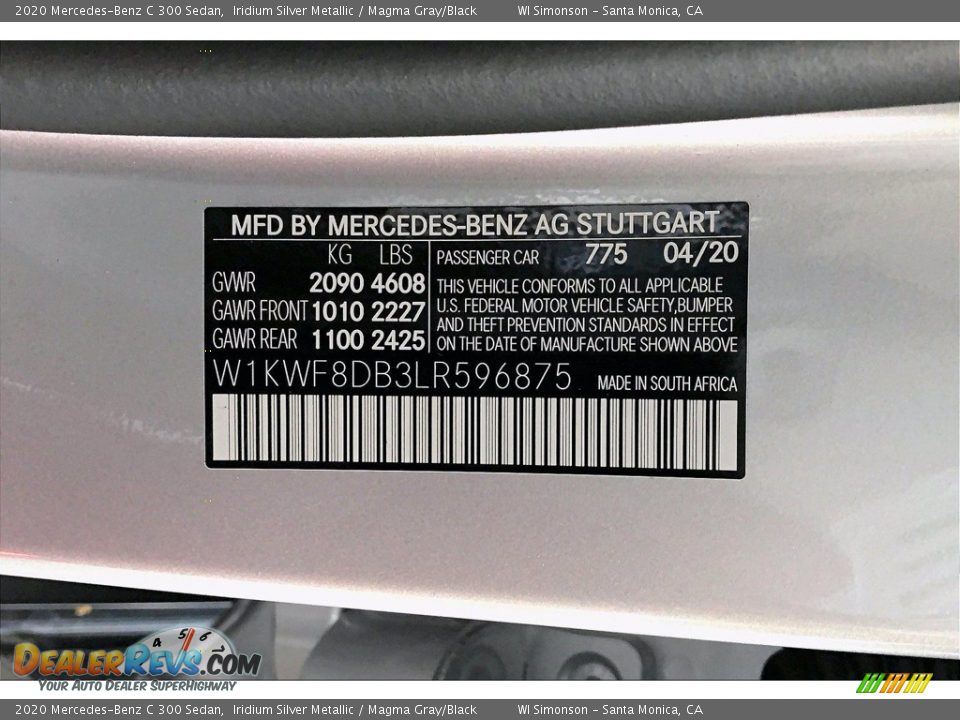 2020 Mercedes-Benz C 300 Sedan, Iridium Silver Metallic / Magma Gray/Black WI Simonson - Santa Monica, CA
MFD BY MERCEDES-BENZ AG STUTTGART
KG LBS
PASSENGER CAR 775 04/20
GVWR 2090 4608
GAWR FRONT 1010 2227
GAWR REAR 1100 2425
THIS VEHICLE CONFORMS TO ALL APPLICABLE
U.S. FEDERAL MOTOR VEHICLE SAFETY,BUMPER
AND THEFT PREVENTION STANDARDS IN EFFECT
ON THE DATE OF MANUFACTURE SHOWN ABOVE
W1KWF8DB3LR596875 MADE IN SOUTH AFRICA
4 5 6
DEALERREVS.COM
YOUR AUTO DEALER SUPERHIGHWAY
2020 Mercedes-Benz C 300 Sedan, Iridium Silver Metallic / Magma Gray/Black WI Simonson - Santa Monica, CA